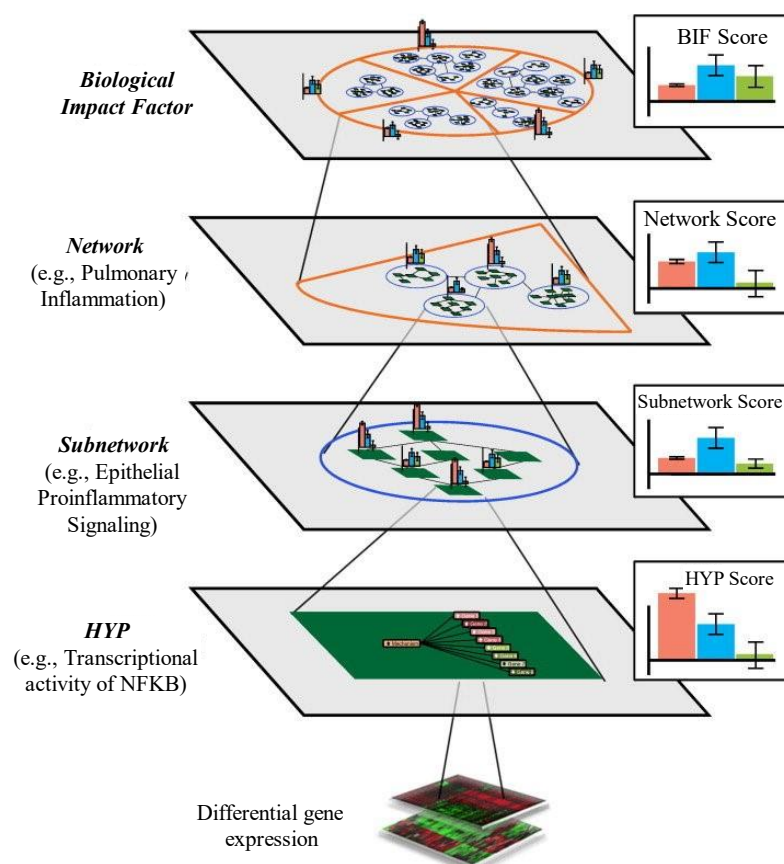 BIF Score
Biological
Impact Factor
Network Score
Network
(e.g., Pulmonary
Inflammation)
Subnetwork Score
Subnetwork
(e.g., Epithelial
Proinflammatory
Signaling)
HYP Score
HYP
(e.g., Transcriptional
activity of NFKB)
Mechanism
Differential gene
expression